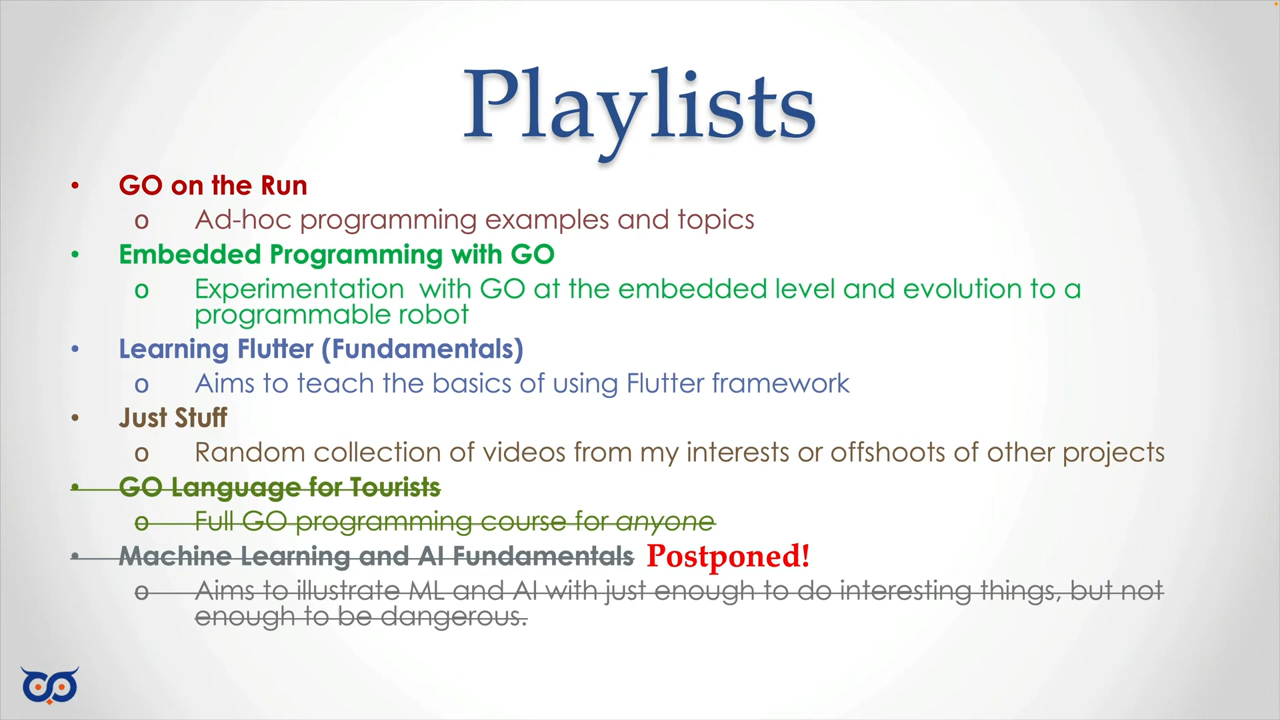 Playlists
• GO on the Run
o Ad-hoc programming examples and topics
• Embedded Programming with GO
o Experimentation with GO at the embedded level and evolution to a
programmable robot
• Learning Flutter (Fundamentals)
o Aims to teach the basics of using Flutter framework
• Just Stuff
o Random collection of videos from my interests or offshoots of other projects
• GO Language for Tourists
o Full GO programming course for anyone
• Machine Learning and AI Fundamentals Postponed!
o Aims to illustrate ML and AI with just enough to do interesting things, but not
enough to be dangerous.